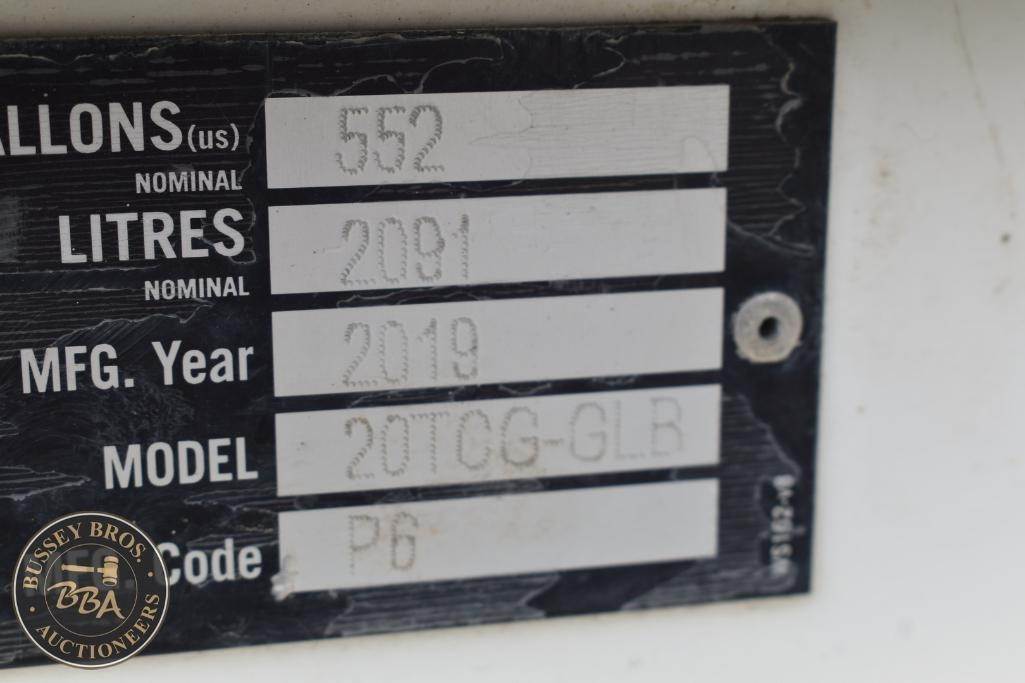 ALLONS(us) 552
NOMINAL
LITRES 2091
NOMINAL
MFG. Year 2019
MODEL 20TCG-GLB
Code P6
BUSSEY BROS.
BBA
AUCTIONEERS